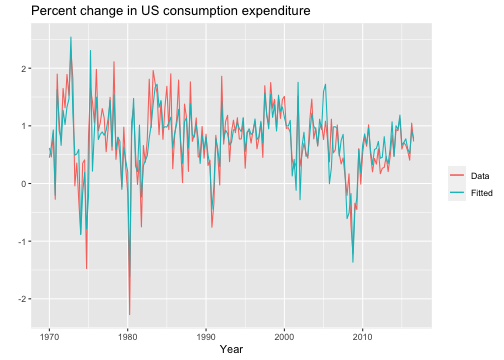 Percent change in US consumption expenditure
2
1
0
-1
-2
1970
1980
1990
2000
2010
Year
Data
Fitted